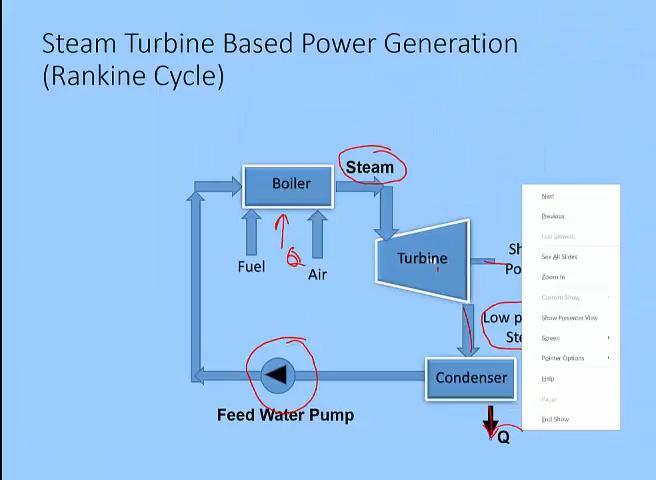 Steam Turbine Based Power Generation
(Rankine Cycle)
Steam
Boiler
Fuel
Q
Air
Turbine
Sh
Po
Low p
Ste
Condenser
Feed Water Pump
Q
Next
Previous
Last Viewed
See All Slides
Zoom In
Custom Show
Show Presenter View
Screen
Pointer Options
Help
Pause
End Show